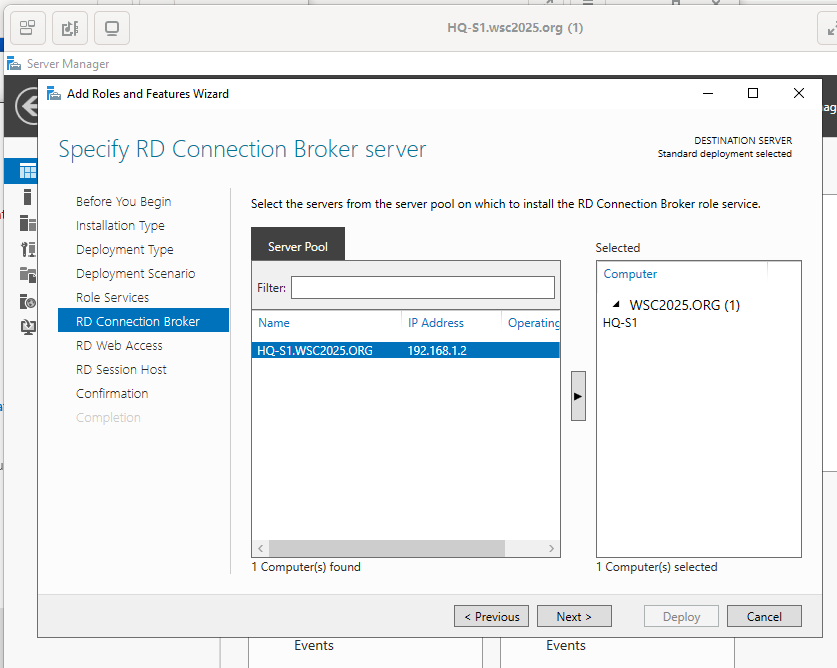 HQ-S1.wsc2025.org (1)
Server Manager
Add Roles and Features Wizard
Specify RD Connection Broker server
DESTINATION SERVER
Standard deployment selected
Before You Begin
Installation Type
Deployment Type
Deployment Scenario
Role Services
RD Connection Broker
RD Web Access
RD Session Host
Confirmation
Completion
Select the servers from the server pool on which to install the RD Connection Broker role service.
Server Pool
Filter:
Name IP Address Operating
HQ-S1.WSC2025.ORG 192.168.1.2
1 Computer(s) found
Selected
Computer
WSC2025.ORG (1)
HQ-S1
1 Computer(s) selected
< Previous Next > Deploy Cancel
Events Events